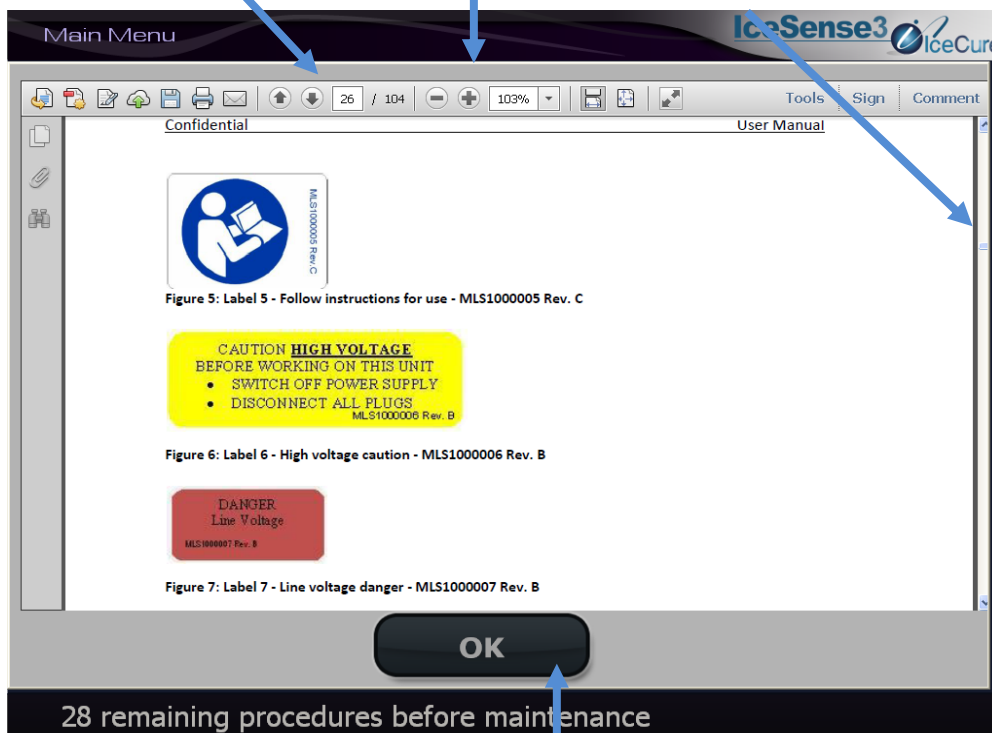 Main Menu
IceSense3
IceCure
26 / 104
103%
Tools Sign Comment
Confidential User Manual
MLS1000005 Rev.C
Figure 5: Label 5 - Follow instructions for use - MLS1000005 Rev. C
CAUTION HIGH VOLTAGE
BEFORE WORKING ON THIS UNIT
• SWITCH OFF POWER SUPPLY
• DISCONNECT ALL PLUGS
MLS1000006 Rev. B
Figure 6: Label 6 - High voltage caution - MLS1000006 Rev. B
DANGER
Line Voltage
MLS1000007 Rev. B
Figure 7: Label 7 - Line voltage danger - MLS1000007 Rev. B
OK
28 remaining procedures before maintenance